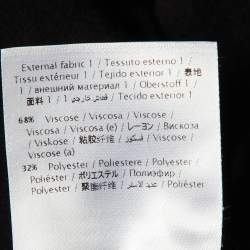 External fabric 1 / Tessuto esterno 1 /
Tissu extérieur 1 / Tejido exterior 1 / 表地
1 / внешний материал 1 / Oberstoff 1 /
面料 1 / 1 قماش خارجي / Tecido exterior 1
68% Viscose / Viscosa / Viscose /
Viscosa / Viscosa (e) / レーヨン / Вискоза
/ Viskose / 粘胶纤维 / فسكوز / Viscose /
Viscose (a)
32% Polyester / Poliestere / Polyester /
Poliéster / ポリエステル / Полиэфир /
Polyester / 聚酯纤维 / / Polyester